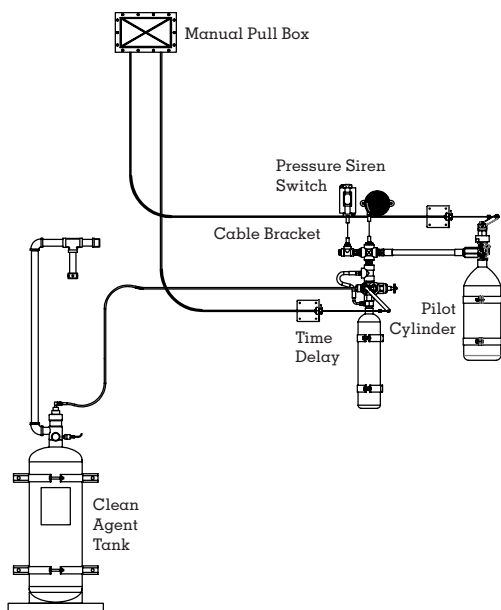 Manual Pull Box
Pressure Siren
Switch
Cable Bracket
Time
Delay
Pilot
Cylinder
Clean
Agent
Tank